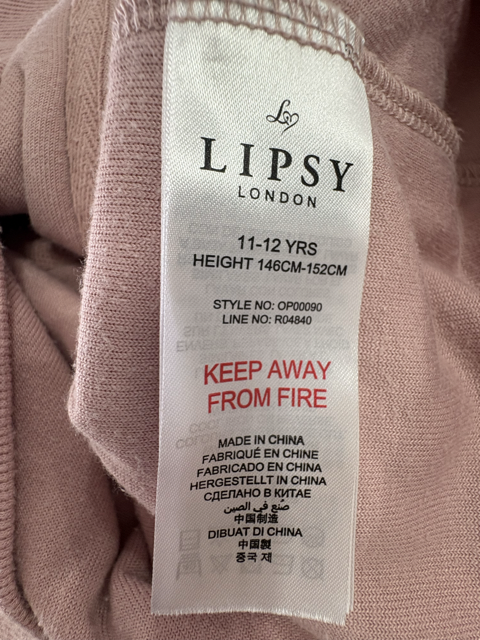 LIPSY
LONDON
11-12 YRS
HEIGHT 146CM-152CM
STYLE NO: OP00090
LINE NO: R04840
KEEP AWAY
FROM FIRE
MADE IN CHINA
FABRIQUÉ EN CHINE
FABRICADO EN CHINA
HERGESTELLT IN CHINA
СДЕЛАНО В КИТАЕ
صنع في الصين
中国制造
DIBUAT DI CHINA
中国製
중국 제